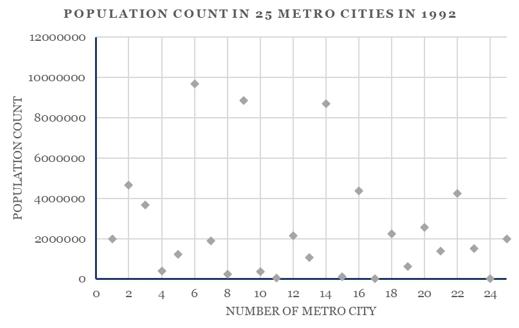 POPULATION COUNT IN 25 METRO CITIES IN 1992
12000000
10000000
8000000
6000000
4000000
2000000
0
POPULATION COUNT
0 2 4 6 8 10 12 14 16 18 20 22 24
NUMBER OF METRO CITY